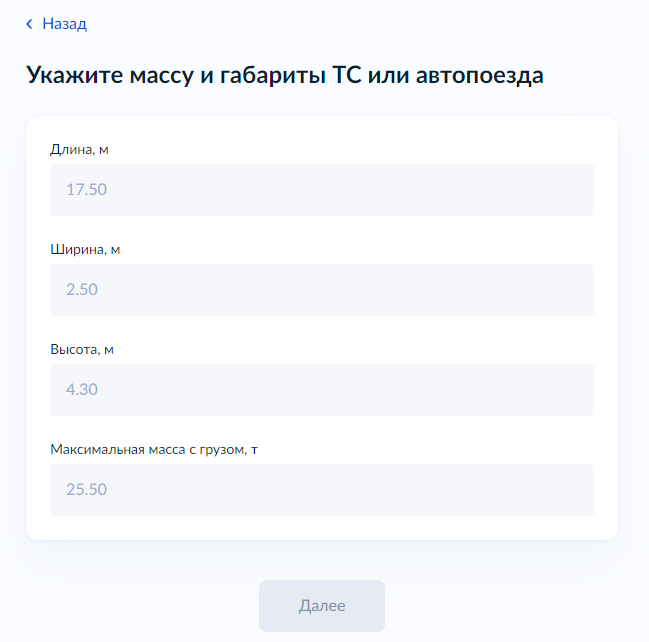 Назад
Укажите массу и габариты ТС или автопоезда
Длина, м
17.50
Ширина, м
2.50
Высота, м
4.30
Максимальная масса с грузом, т
25.50
Далее